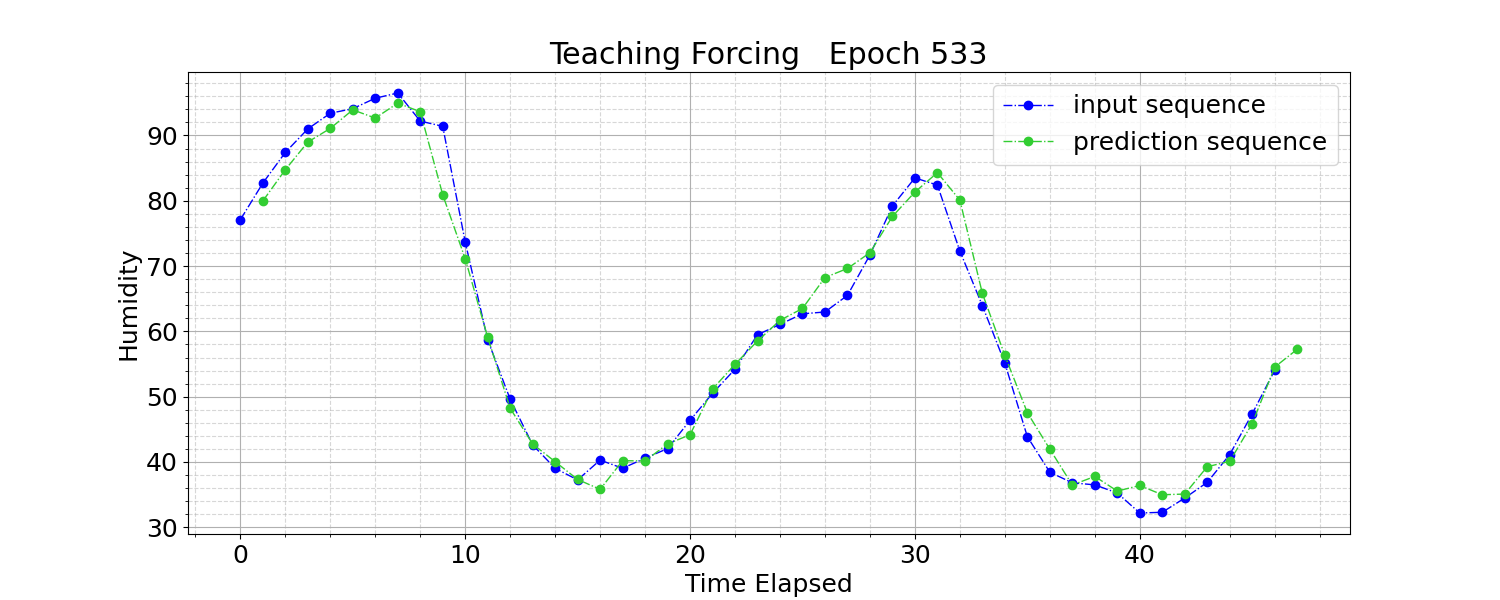 Teaching Forcing   Epoch 533
input sequence
prediction sequence
90
80
70
60
50
40
30
Humidity
0 10 20 30 40
Time Elapsed